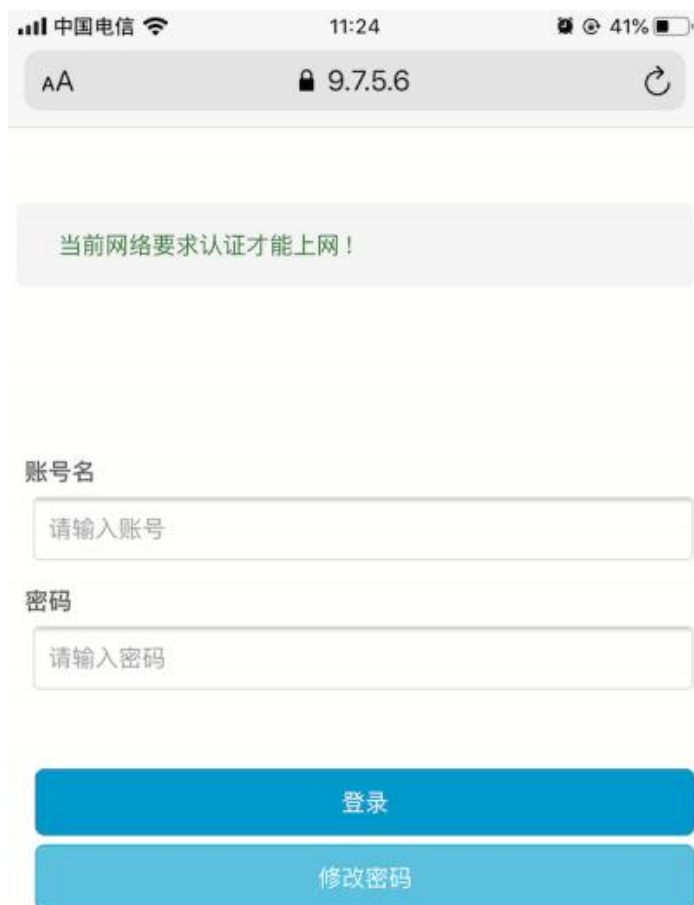 中国电信 11:24 41%
AA 9.7.5.6
当前网络要求认证才能上网！
账号名
请输入账号
密码
请输入密码
登录
修改密码